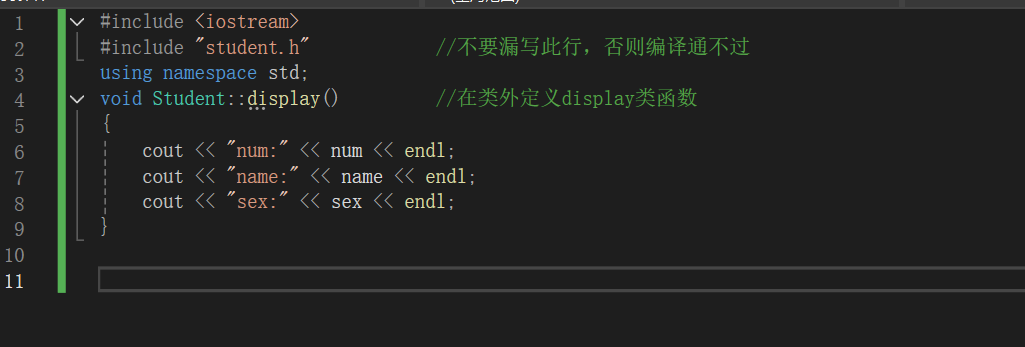 1 #include <iostream>
2 #include "student.h" //不要漏写此行，否则编译通不过
3 using namespace std;
4 void Student::display() //在类外定义display类函数
5 {
6 cout << "num:" << num << endl;
7 cout << "name:" << name << endl;
8 cout << "sex:" << sex << endl;
9 }
10
11